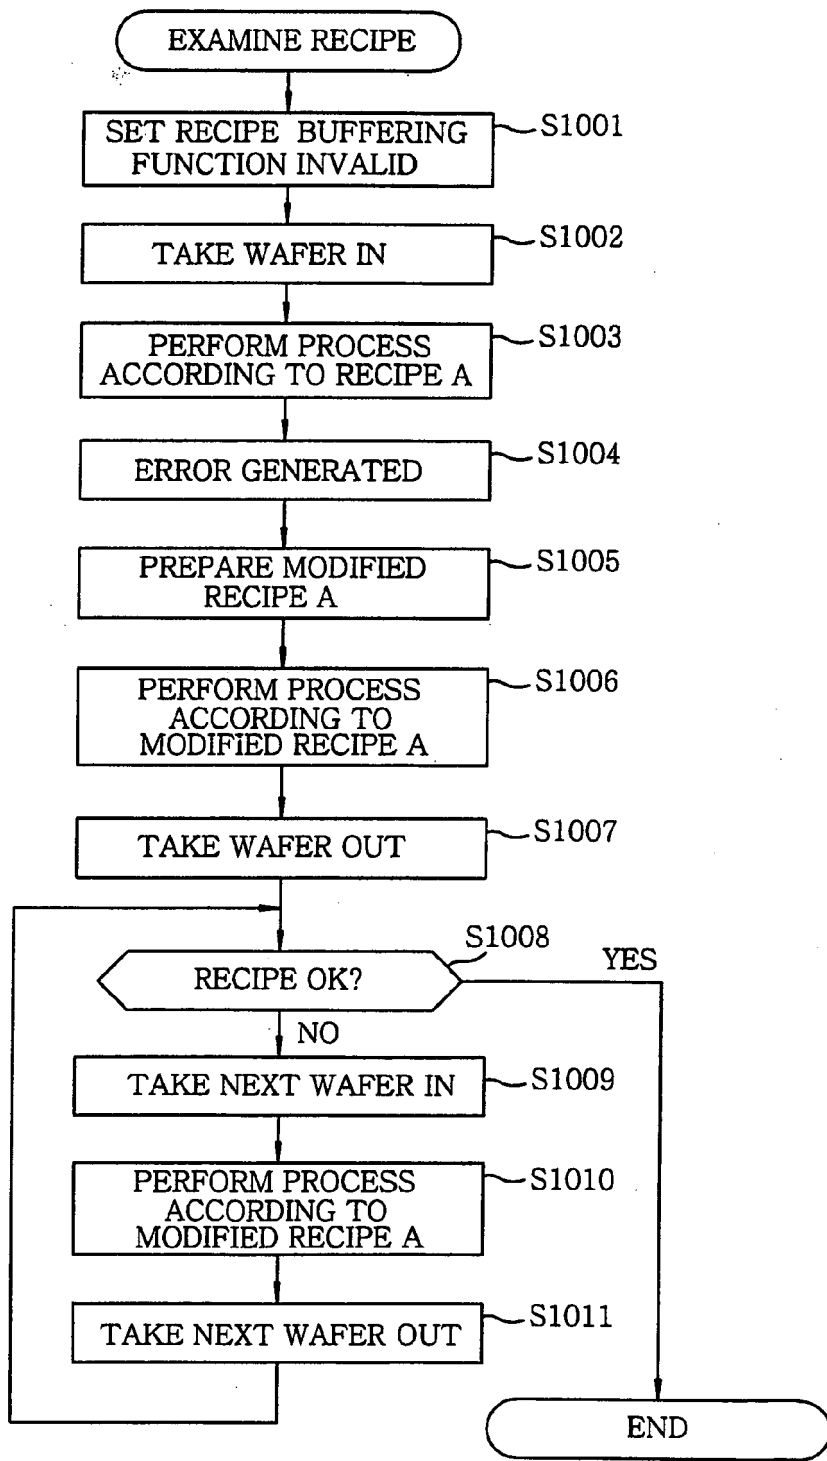 EXAMINE RECIPE
SET RECIPE BUFFERING
FUNCTION INVALID
S1001
TAKE WAFER IN
S1002
PERFORM PROCESS
ACCORDING TO RECIPE A
S1003
ERROR GENERATED
S1004
PREPARE MODIFIED
RECIPE A
S1005
PERFORM PROCESS
ACCORDING TO
MODIFIED RECIPE A
S1006
TAKE WAFER OUT
S1007
RECIPE OK?
S1008
YES
NO
TAKE NEXT WAFER IN
S1009
PERFORM PROCESS
ACCORDING TO
MODIFIED RECIPE A
S1010
TAKE NEXT WAFER OUT
S1011
END